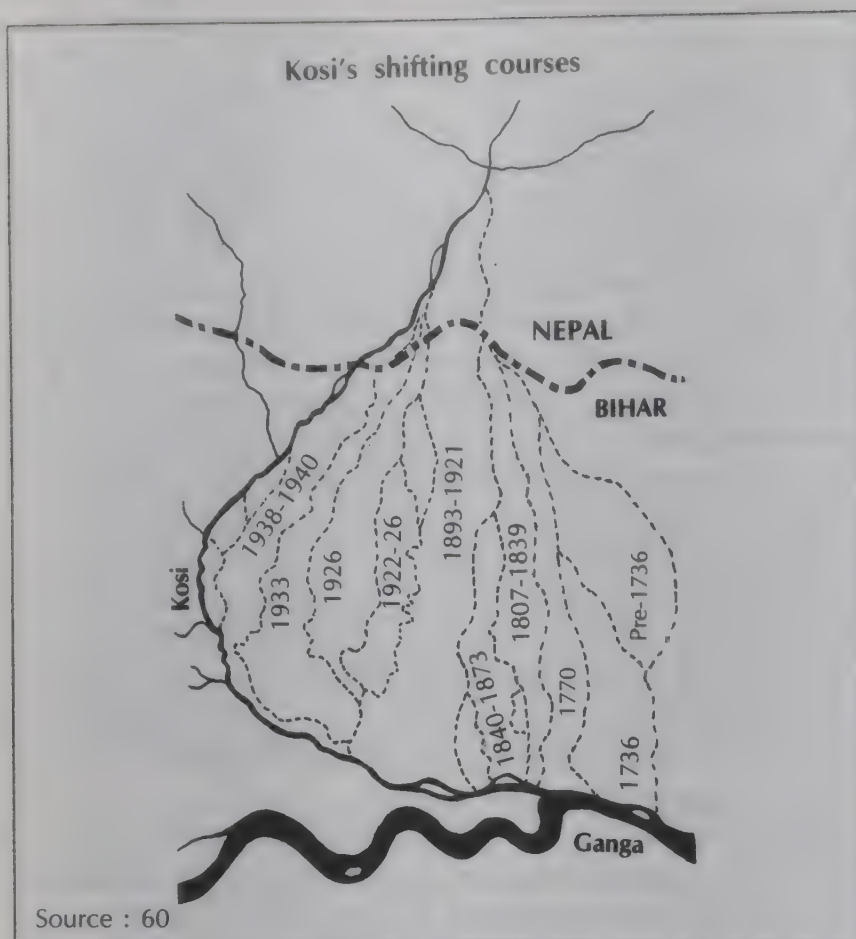 Kosi's shifting courses
NEPAL
BIHAR
Kosi
1938-1940
1933
1926
1922-26
1893-1921
1840-1873
1807-1839
1770
Pre-1736
1736
Ganga
Source : 60